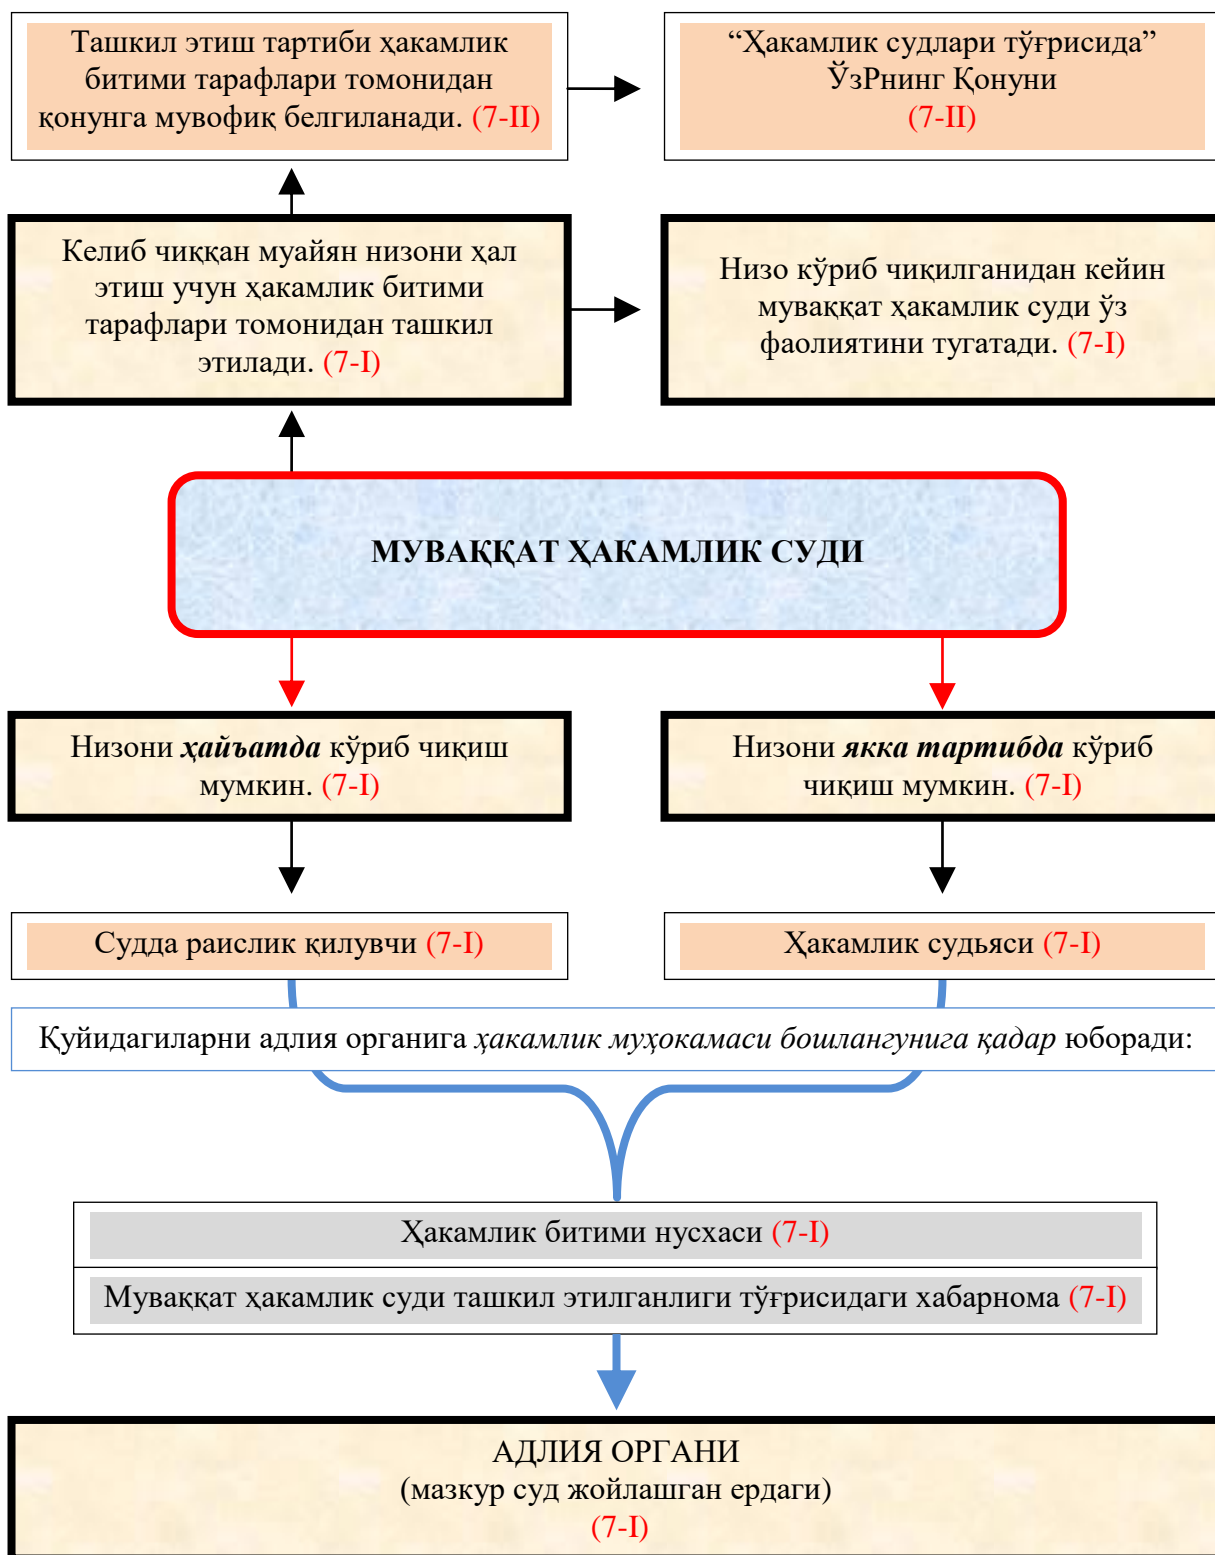 Ташкил этиш тартиби ҳакамлик
битими тарафлари томонидан
қонунга мувофиқ белгиланади. (7-II)
“Ҳакамлик судлари тўғрисида”
ЎзРнинг Қонуни
(7-II)
Келиб чиққан муайян низони ҳал
этиш учун ҳакамлик битими
тарафлари томонидан ташкил
этилади. (7-I)
Низо кўриб чиқилганидан кейин
муваққат ҳакамлик суди ўз
фаолиятини тугатади. (7-I)
МУВАҚҚАТ ҲАКАМЛИК СУДИ
Низони ҳайъатда кўриб чиқиш
мумкин. (7-I)
Низони якка тартибда кўриб
чиқиш мумкин. (7-I)
Судда раислик қилувчи (7-I)
Ҳакамлик судьяси (7-I)
Қуйидагиларни адлия органига ҳакамлик муҳокамаси бошлангунига қадар юборади:
Ҳакамлик битими нусхаси (7-I)
Муваққат ҳакамлик суди ташкил этилганлиги тўғрисидаги хабарнома (7-I)
АДЛИЯ ОРГАНИ
(мазкур суд жойлашган ердаги)
(7-I)